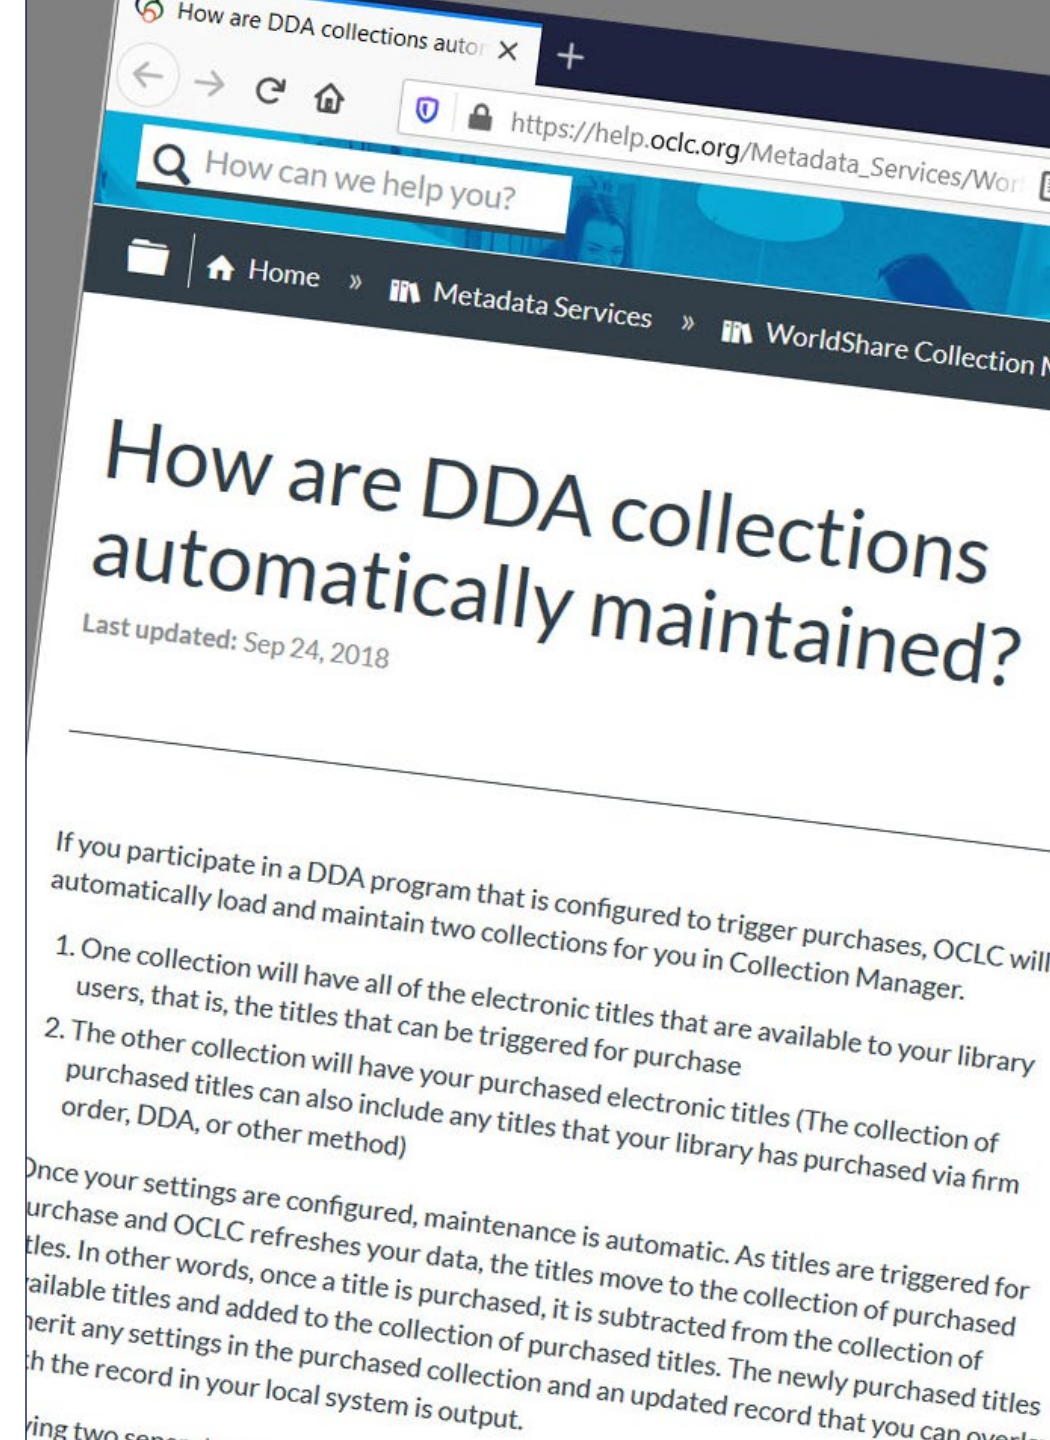 How are DDA collections autor
https://help.oclc.org/Metadata_Services/Wor
How can we help you?
Home » Metadata Services » WorldShare Collection M
How are DDA collections
automatically maintained?
Last updated: Sep 24, 2018
If you participate in a DDA program that is configured to trigger purchases, OCLC will
automatically load and maintain two collections for you in Collection Manager.
1. One collection will have all of the electronic titles that are available to your library
users, that is, the titles that can be triggered for purchase
2. The other collection will have your purchased electronic titles (The collection of
purchased titles can also include any titles that your library has purchased via firm
order, DDA, or other method)
Once your settings are configured, maintenance is automatic. As titles are triggered for
urchase and OCLC refreshes your data, the titles move to the collection of purchased
tles. In other words, once a title is purchased, it is subtracted from the collection of
ailable titles and added to the collection of purchased titles. The newly purchased titles
herit any settings in the purchased collection and an updated record that you can overla
th the record in your local system is output.
ving two